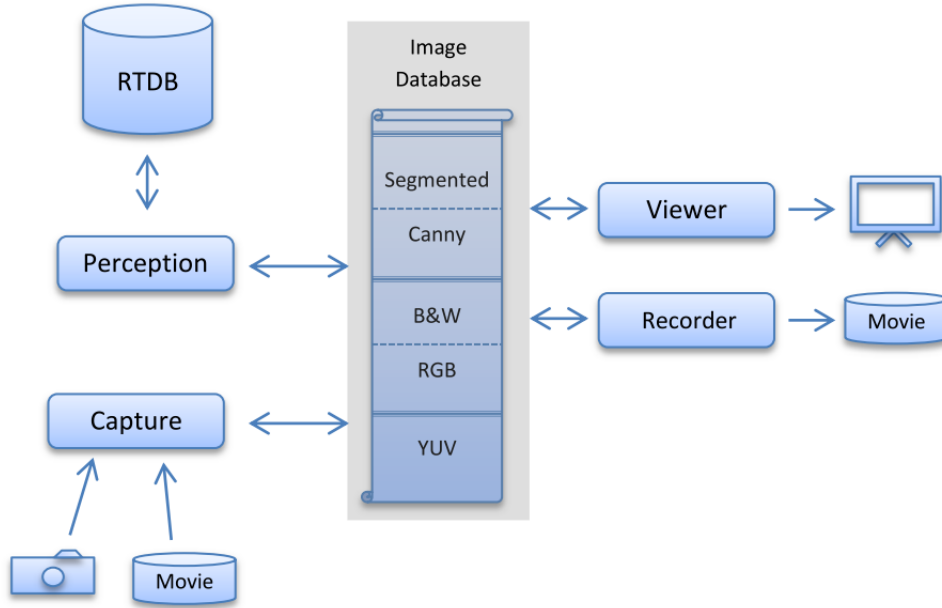 RTDB
Image
Database
Segmented
Canny
B&W
RGB
YUV
Perception
Capture
Movie
Viewer
Recorder
Movie